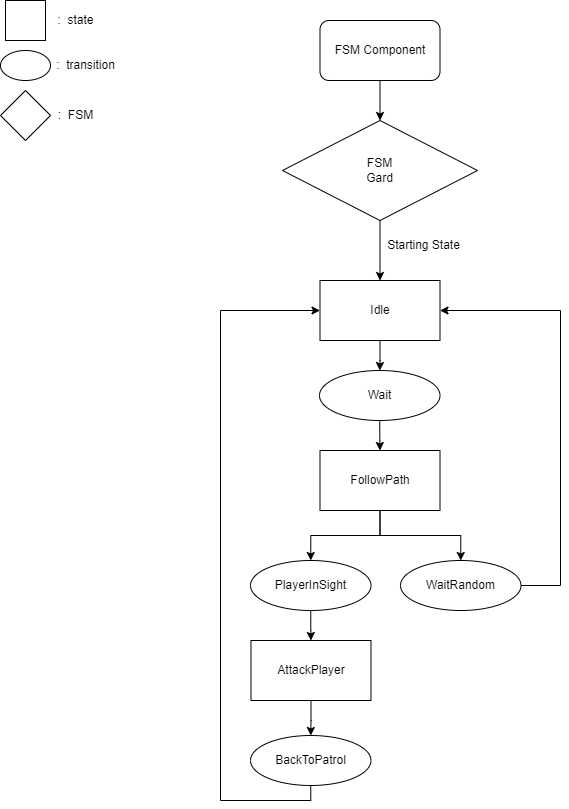 : state
: transition
: FSM
FSM Component
FSM
Gard
Starting State
Idle
Wait
FollowPath
PlayerInSight
WaitRandom
AttackPlayer
BackToPatrol